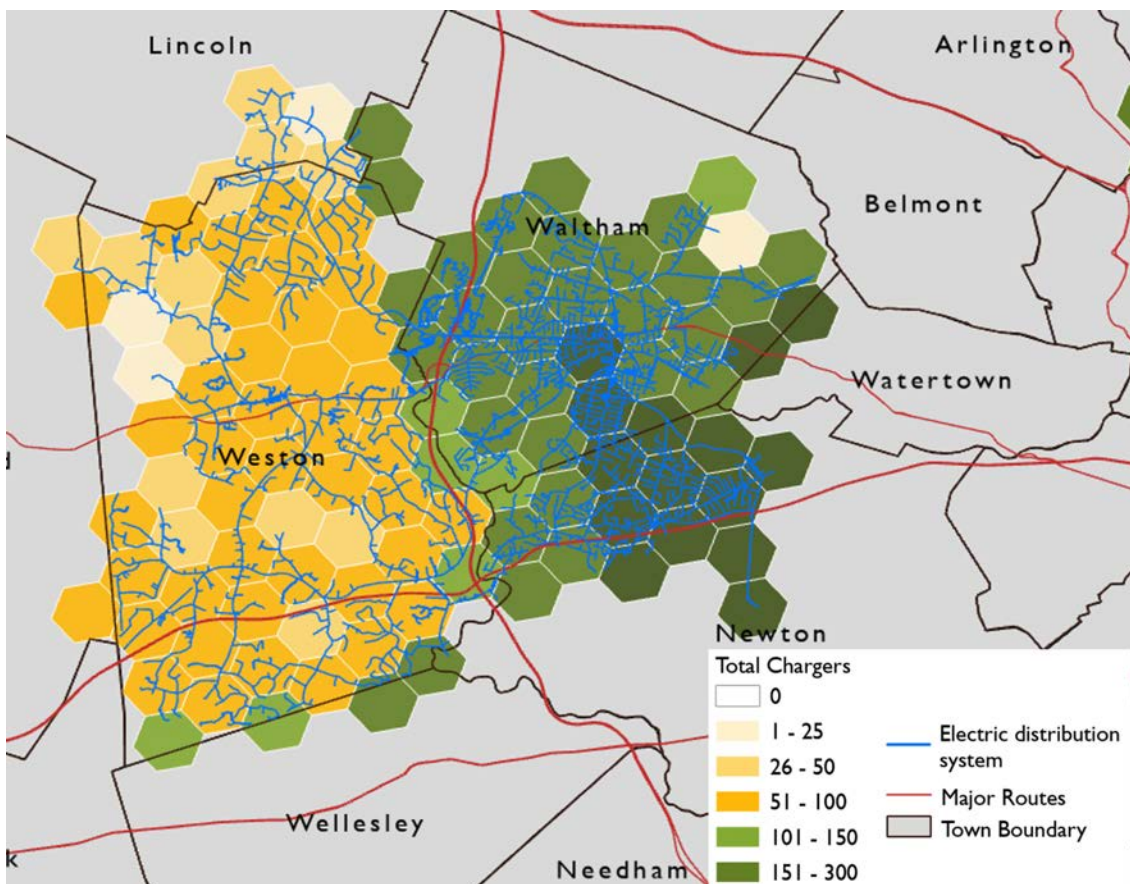 Lincoln
Arlington
Waltham
Belmont
Watertown
Weston
d
Newton
Total Chargers
0
1 - 25
26 - 50
51 - 100
101 - 150
151 - 300
Electric distribution
system
Major Routes
Town Boundary
Wellesley
k
Needham